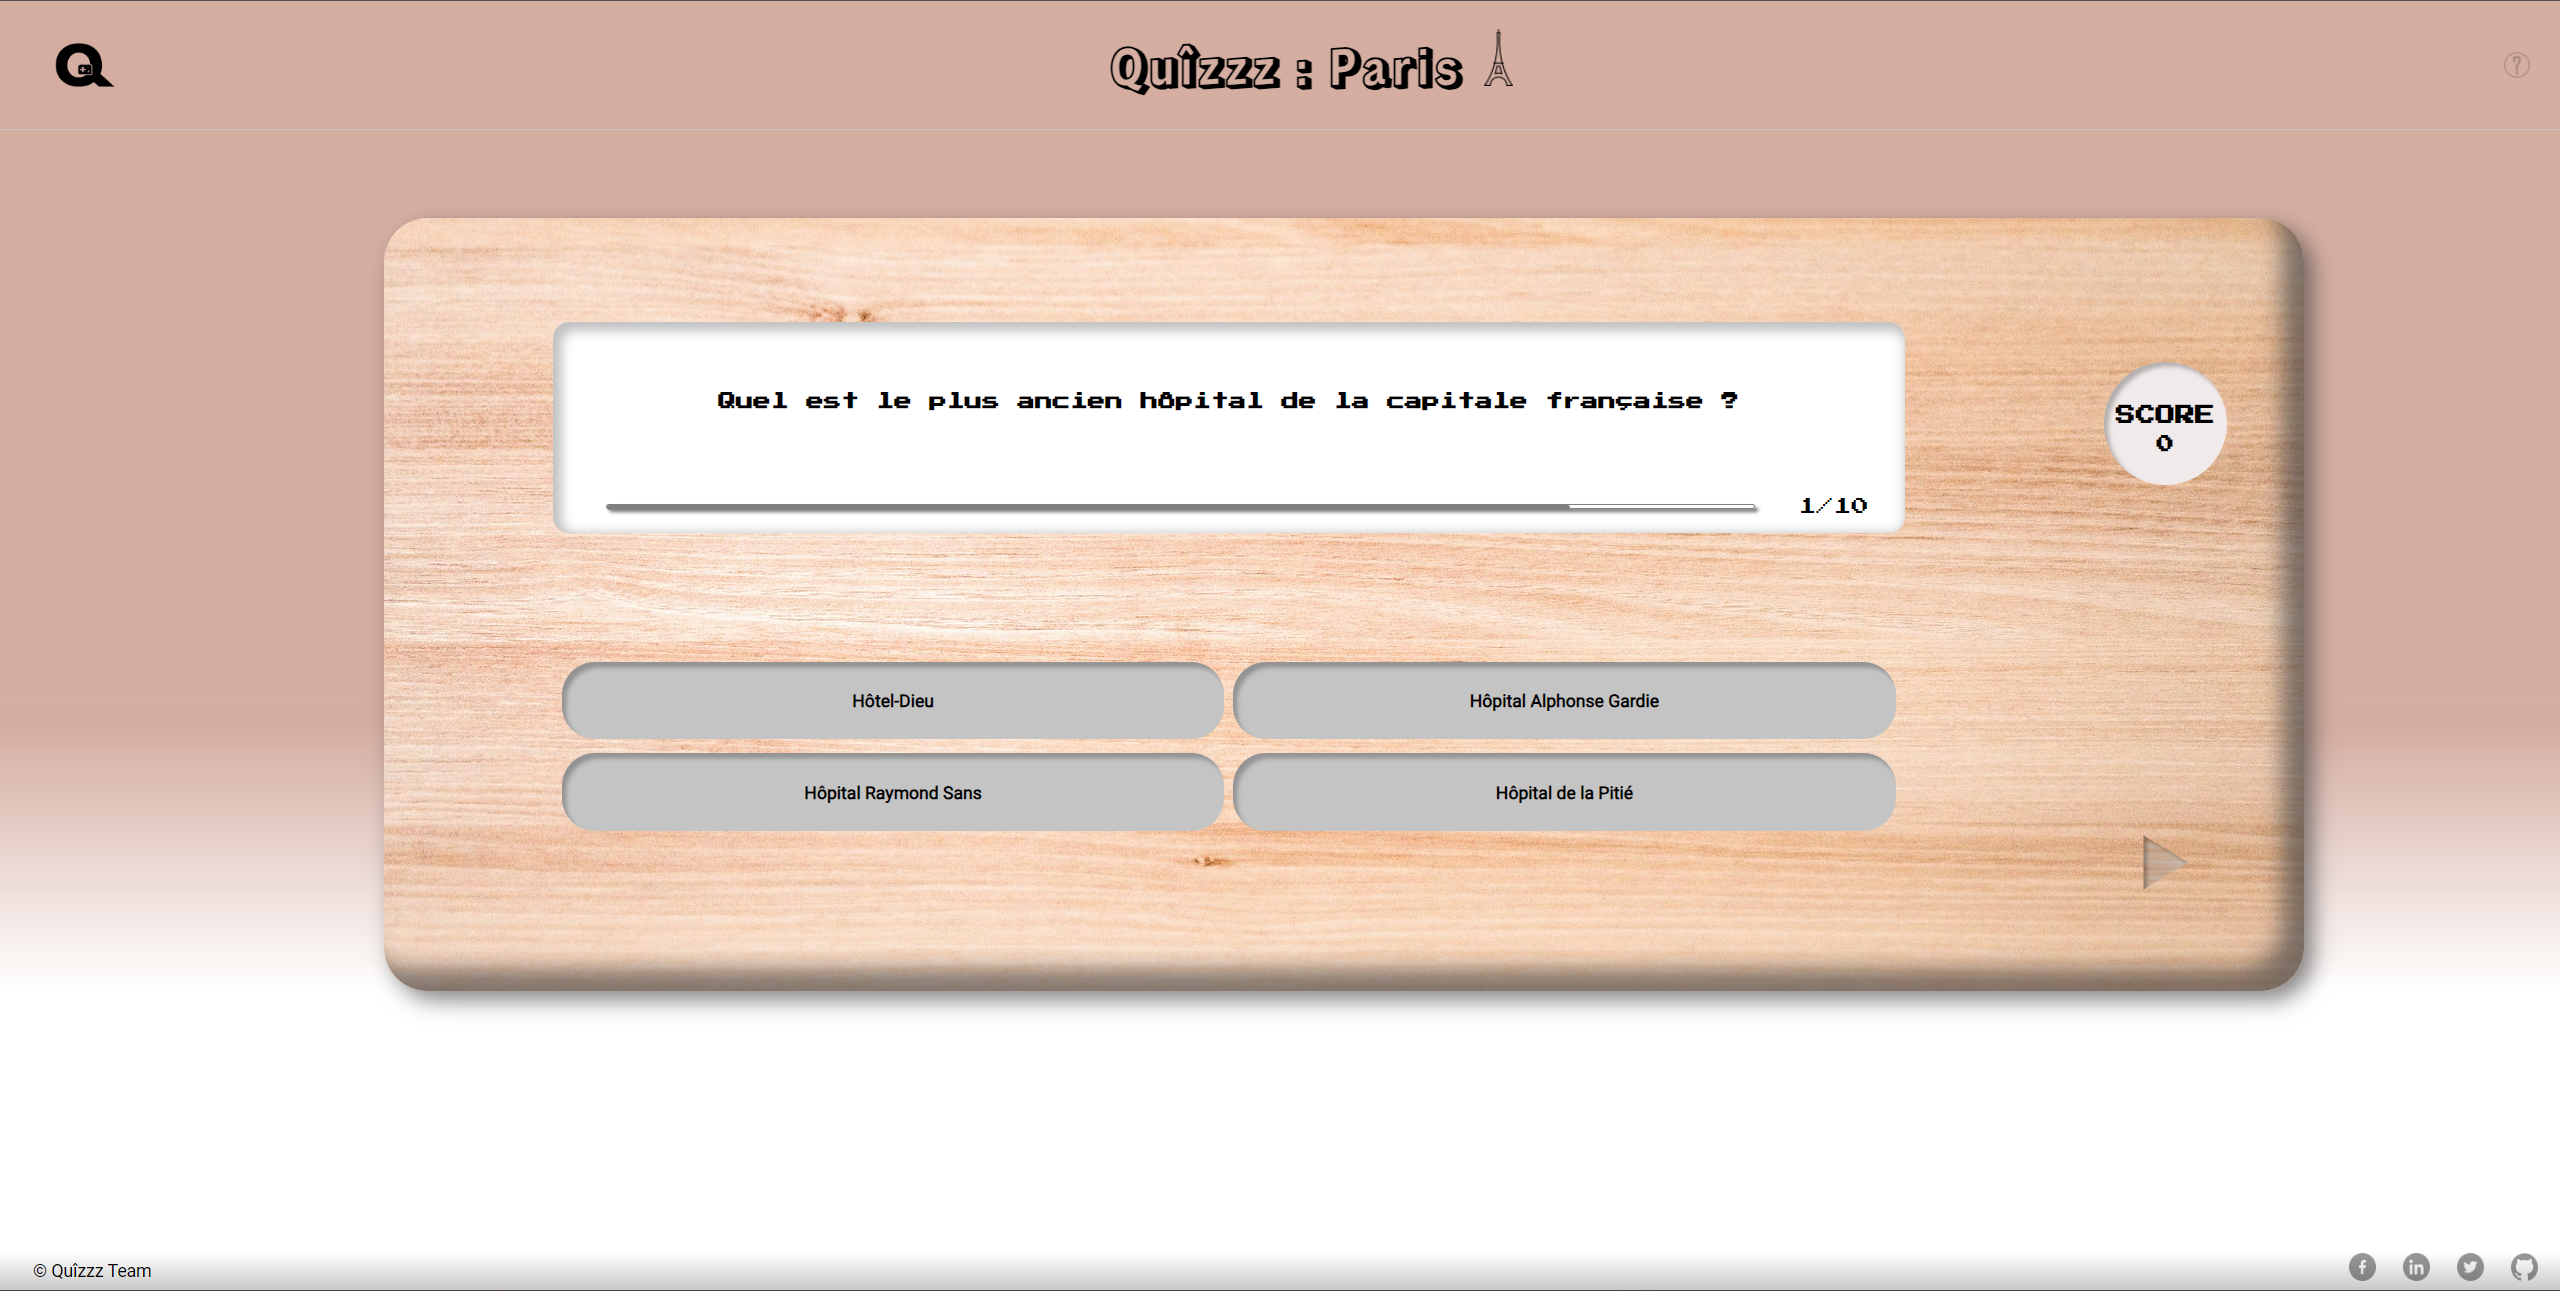 Q
Quîzzz : Paris
?
Quel est le plus ancien hôpital de la capitale française ?
1/10
SCORE
0
Hôtel-Dieu
Hôpital Alphonse Gardie
Hôpital Raymond Sans
Hôpital de la Pitié
© Quîzzz Team